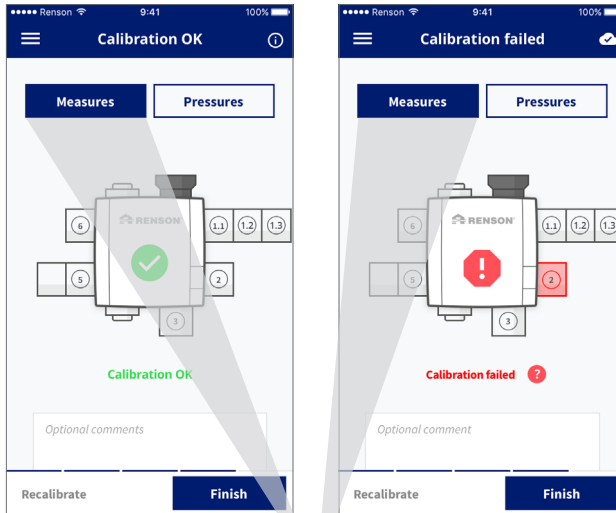 Renson 9:41 100%
Calibration OK
Measures Pressures
6 RENSON 1.1 1.2 1.3
5 2
3
Calibration OK
Optional comments
Recalibrate Finish
Renson 9:41 100%
Calibration failed
Measures Pressures
6 RENSON 1.1 1.2 1.3
5 ! 2
3
Calibration failed ?
Optional comment
Recalibrate Finish